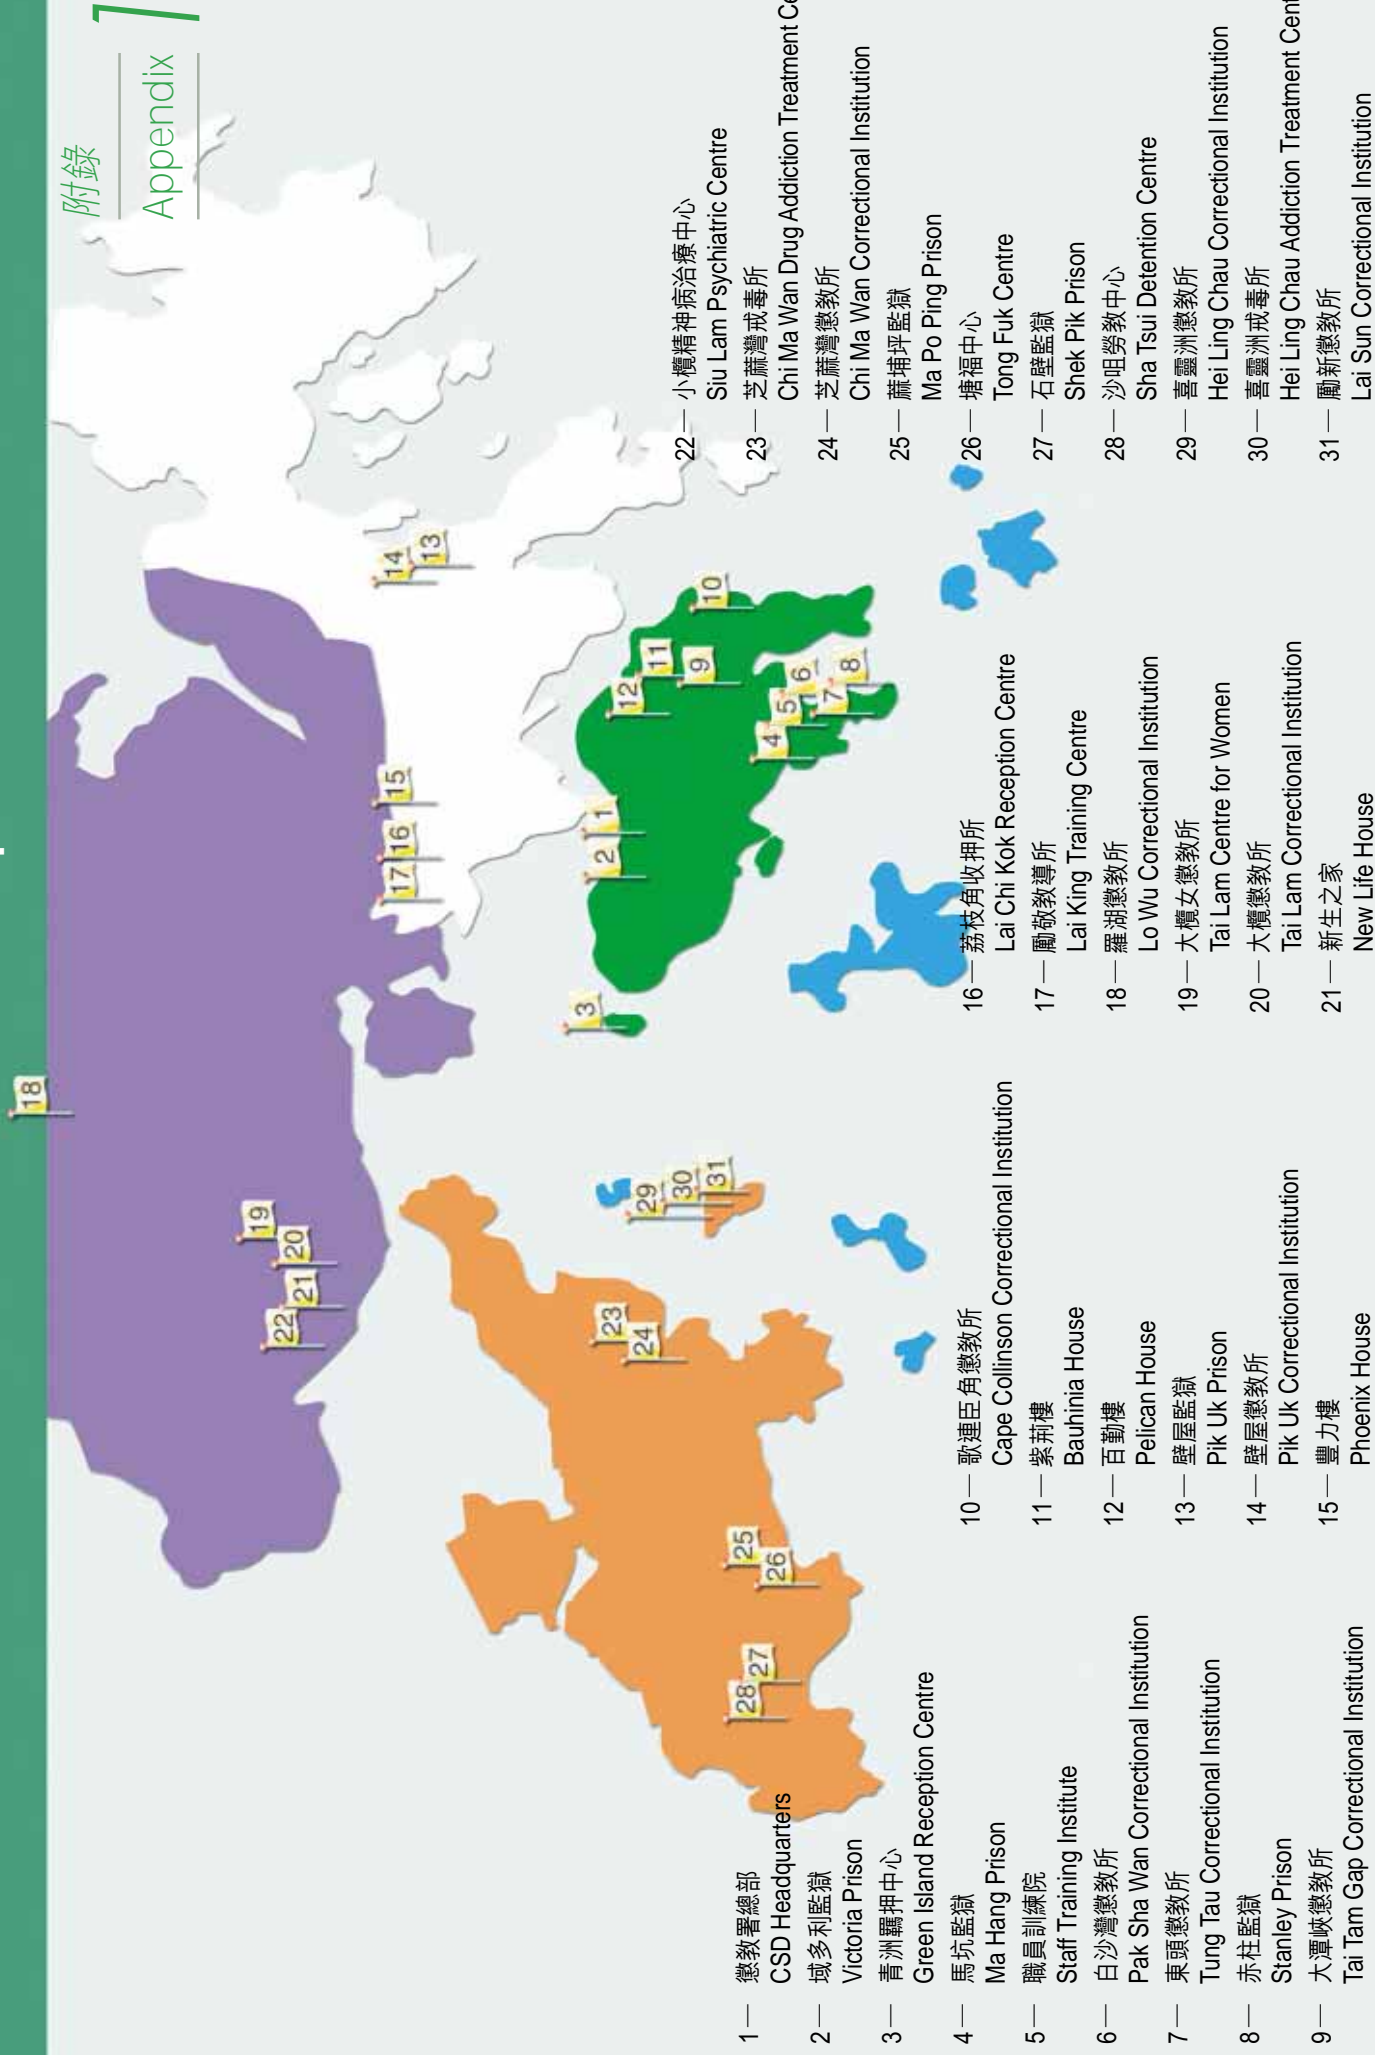 附錄
Appendix 1
18
19
20
21
22
17
16
15
14
13
2
1
12
11
9
10
3
4
5
6
7
8
29
30
31
23
24
25
26
28
27
1— 懲教署總部
CSD Headquarters
2— 域多利監獄
Victoria Prison
3— 青洲羈押中心
Green Island Reception Centre
4— 馬坑監獄
Ma Hang Prison
5— 職員訓練院
Staff Training Institute
6— 白沙灣懲教所
Pak Sha Wan Correctional Institution
7— 東頭懲教所
Tung Tau Correctional Institution
8— 赤柱監獄
Stanley Prison
9— 大潭峽懲教所
Tai Tam Gap Correctional Institution
10— 歌連臣角懲教所
Cape Collinson Correctional Institution
11— 紫荊樓
Bauhinia House
12— 百勤樓
Pelican House
13— 壁屋監獄
Pik Uk Prison
14— 壁屋懲教所
Pik Uk Correctional Institution
15— 豐力樓
Phoenix House
16— 荔枝角收押所
Lai Chi Kok Reception Centre
17— 勵敬教導所
Lai King Training Centre
18— 羅湖懲教所
Lo Wu Correctional Institution
19— 大欖女懲教所
Tai Lam Centre for Women
20— 大欖懲教所
Tai Lam Correctional Institution
21— 新生之家
New Life House
22— 小欖精神病治療中心
Siu Lam Psychiatric Centre
23— 芝蔴灣戒毒所
Chi Ma Wan Drug Addiction Treatment Ce
24— 芝蔴灣懲教所
Chi Ma Wan Correctional Institution
25— 蔴埔坪監獄
Ma Po Ping Prison
26— 塘福中心
Tong Fuk Centre
27— 石壁監獄
Shek Pik Prison
28— 沙咀勞教中心
Sha Tsui Detention Centre
29— 喜靈洲懲教所
Hei Ling Chau Correctional Institution
30— 喜靈洲戒毒所
Hei Ling Chau Addiction Treatment Cent
31— 勵新懲教所
Lai Sun Correctional Institution